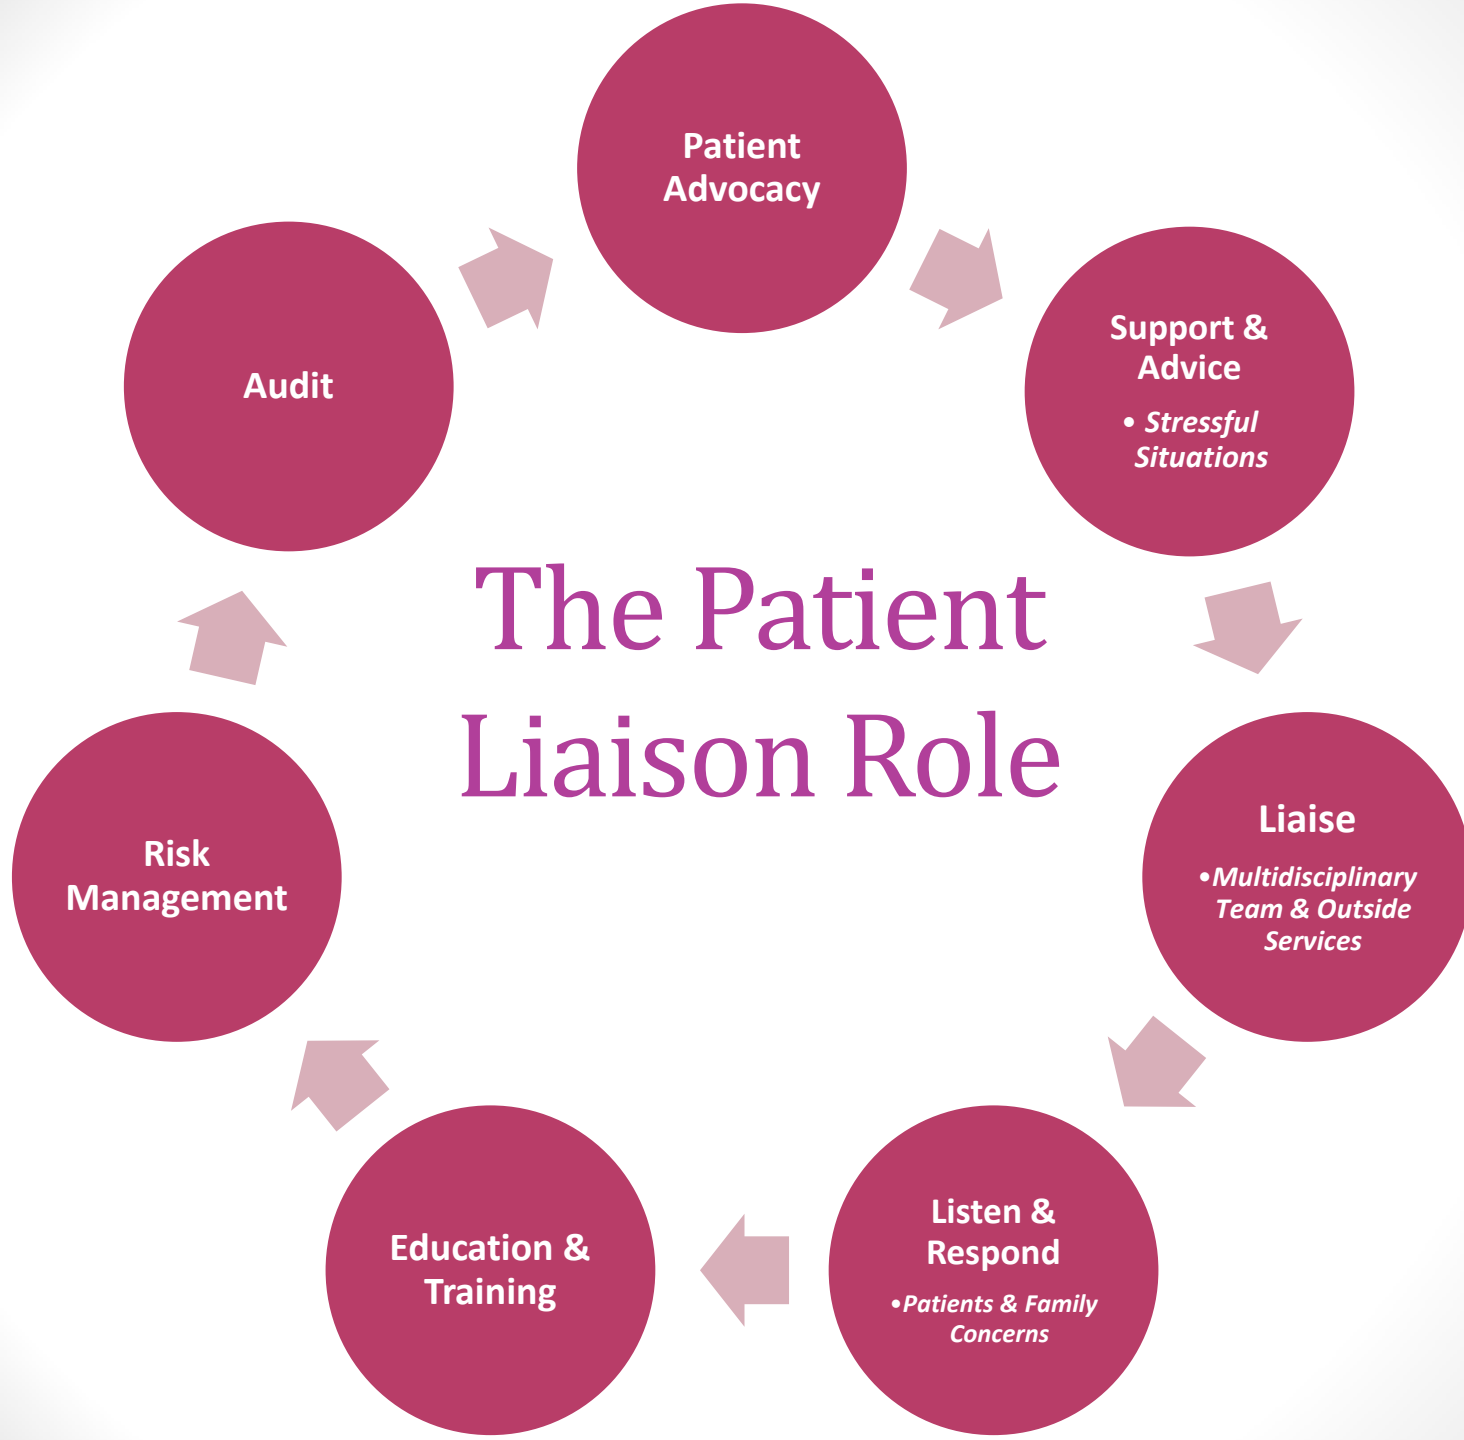 Patient
Advocacy
Support &
Advice
• Stressful
Situations
Liaise
•Multidisciplinary
Team & Outside
Services
Listen &
Respond
•Patients & Family
Concerns
Education &
Training
Risk
Management
Audit
The Patient
Liaison Role